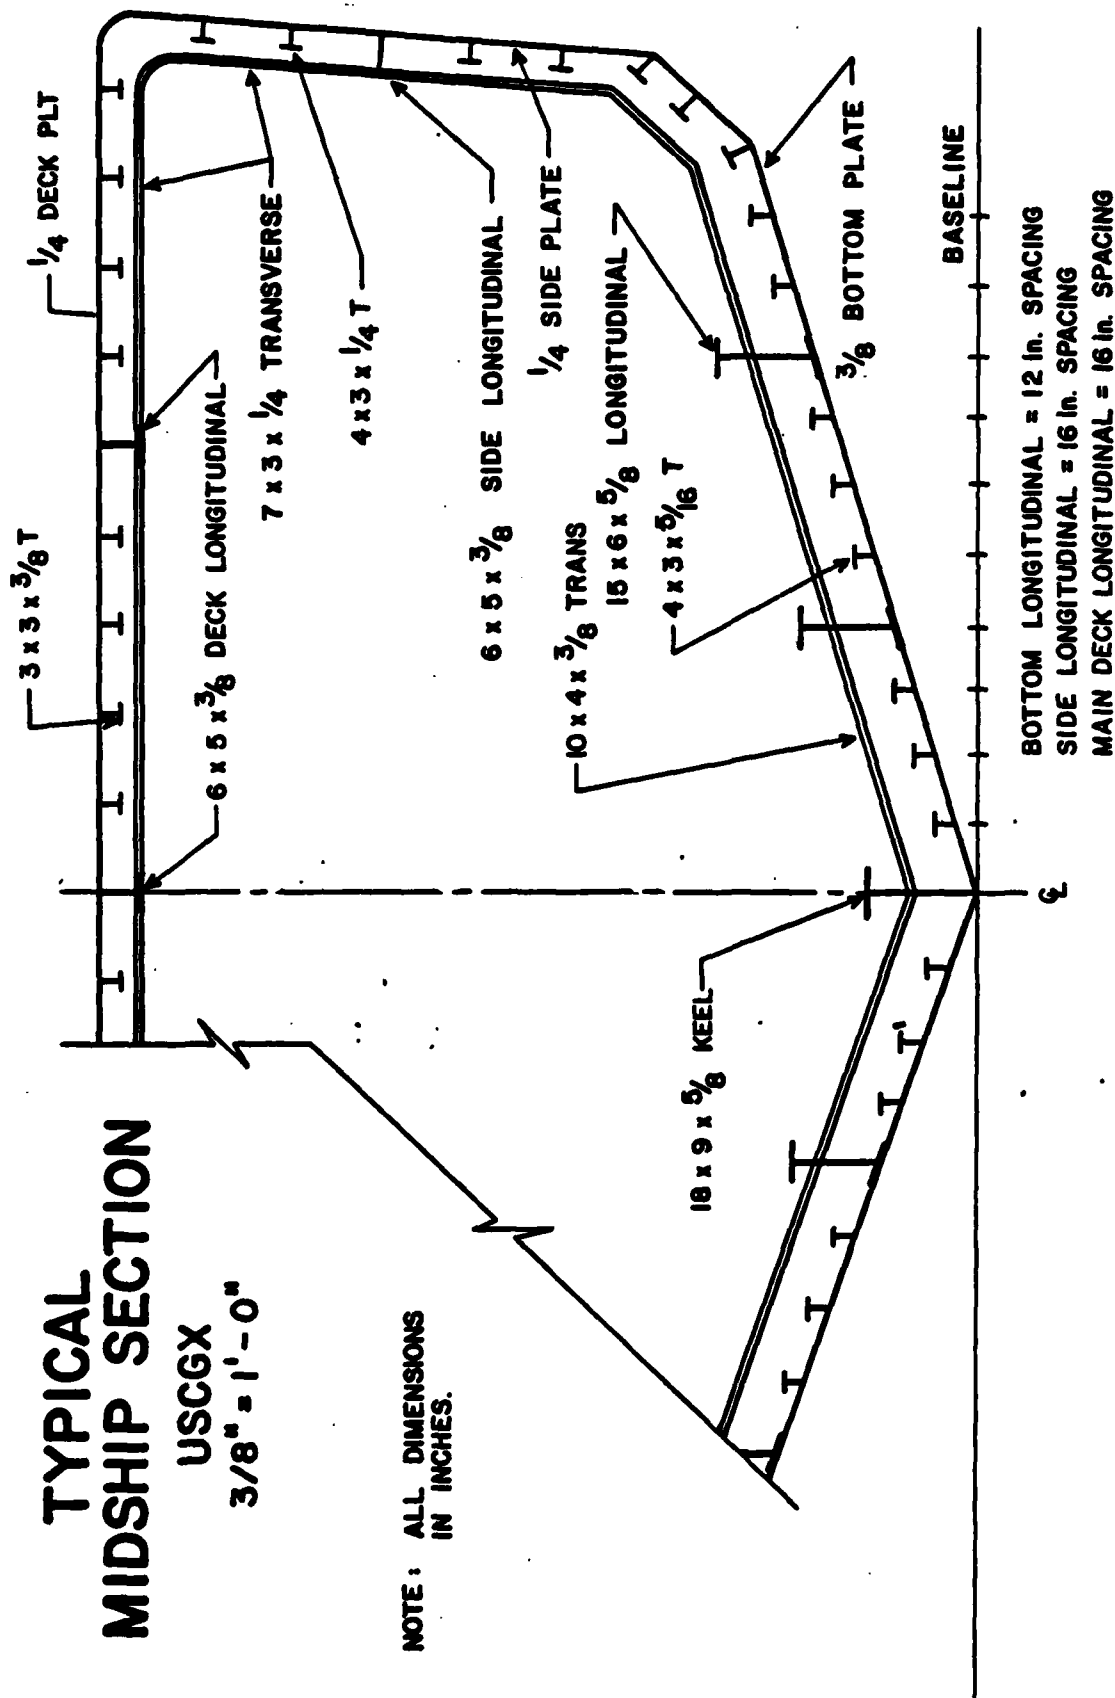 TYPICAL
MIDSHIP SECTION
USCGX
3/8" = 1'-0"
NOTE: ALL DIMENSIONS
IN INCHES.
3 x 3 x 3/8 T
1/4 DECK PLT
6 x 5 x 3/8 DECK LONGITUDINAL
7 x 3 x 1/4 TRANSVERSE
4 x 3 x 1/4 T
6 x 5 x 3/8 SIDE LONGITUDINAL
1/4 SIDE PLATE
10 x 4 x 3/8 TRANS
15 x 6 x 5/8 LONGITUDINAL
4 x 3 x 5/16 T
18 x 9 x 5/8 KEEL
3/8 BOTTOM PLATE
BASELINE
℄
BOTTOM LONGITUDINAL = 12 in. SPACING
SIDE LONGITUDINAL = 16 in. SPACING
MAIN DECK LONGITUDINAL = 16 in. SPACING